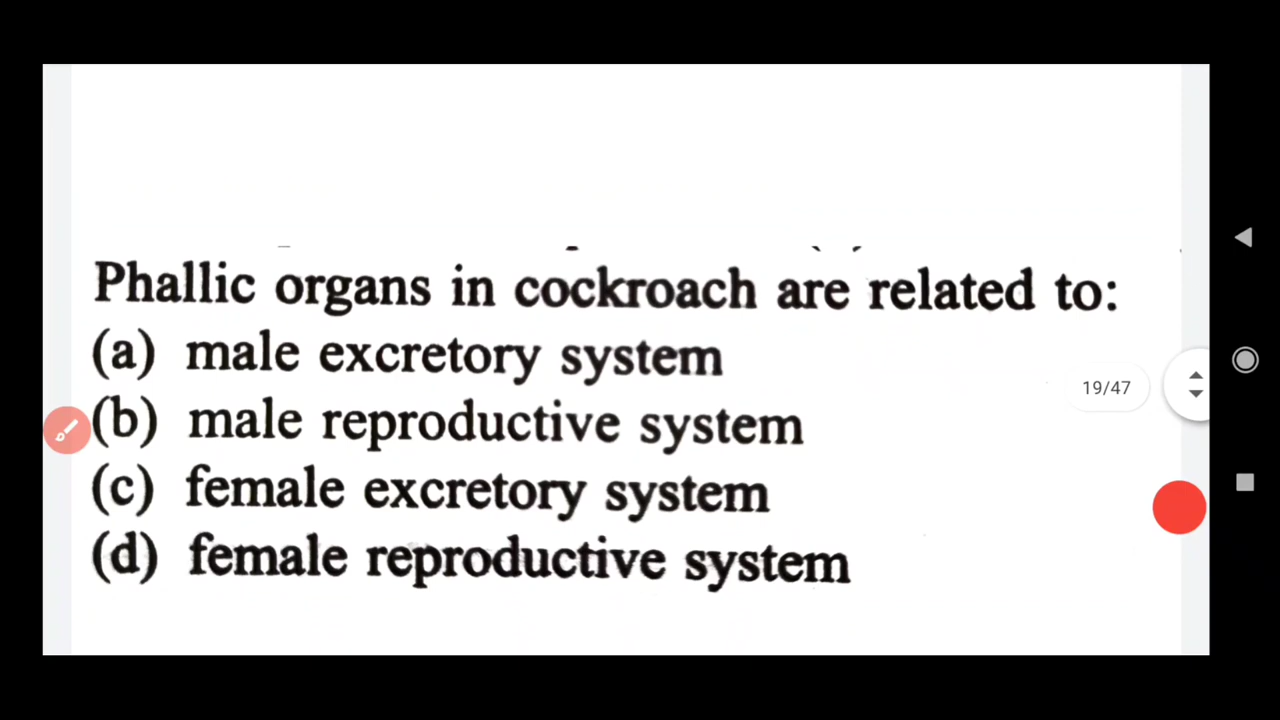 Phallic organs in cockroach are related to:
(a) male excretory system
19/47
(b) male reproductive system
(c) female excretory system
(d) female reproductive system